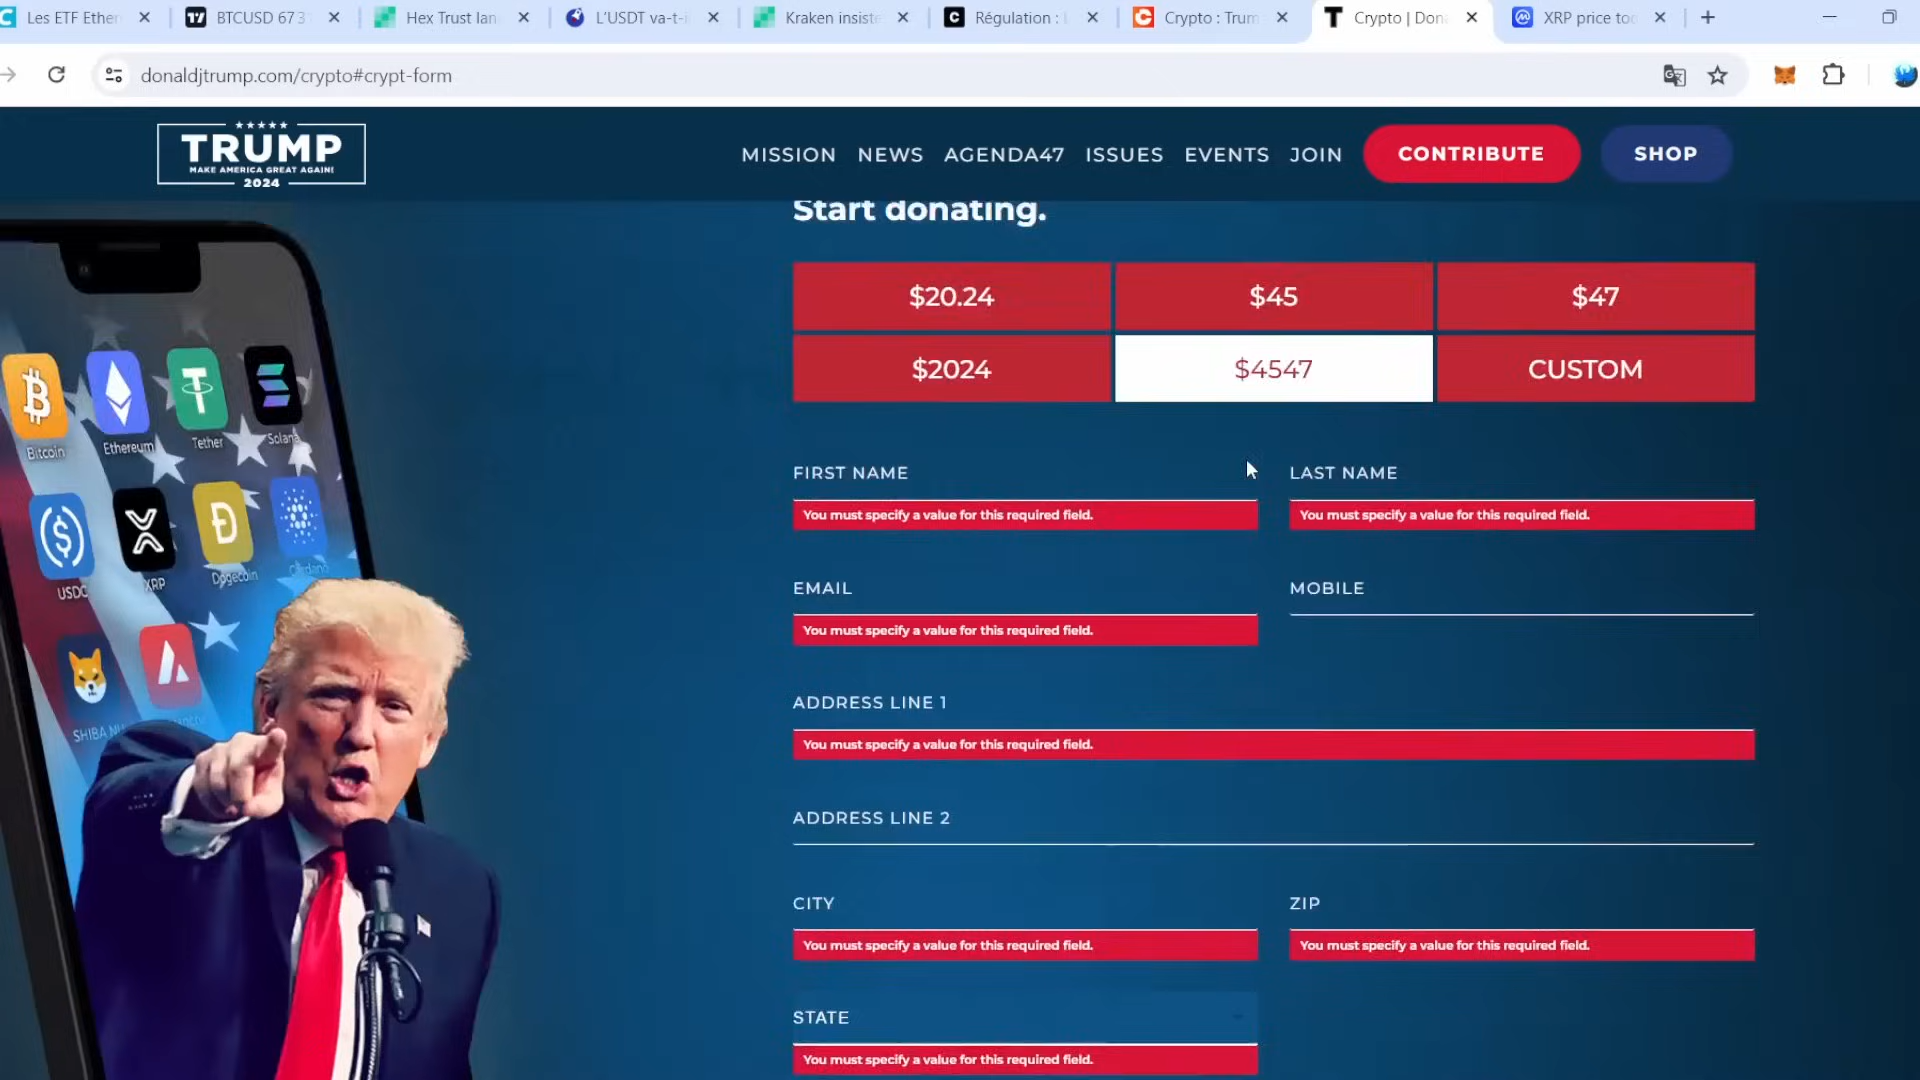 Les ETF Ether
BTCUSD 67 3
Hex Trust lan
L'USDT va-t-i
Kraken insiste
Régulation :
Crypto : Trum
Crypto | Don
XRP price too
donaldjtrump.com/crypto#crypt-form
TRUMP
MAKE AMERICA GREAT AGAIN!
2024
MISSION
NEWS
AGENDA47
ISSUES
EVENTS
JOIN
CONTRIBUTE
SHOP
Start donating.
$20.24
$45
$47
$2024
$4547
CUSTOM
Bitcoin
Ethereum
Tether
Solana
USDC
XRP
Dogecoin
Cardano
SHIBA
FIRST NAME
You must specify a value for this required field.
LAST NAME
You must specify a value for this required field.
EMAIL
You must specify a value for this required field.
MOBILE
ADDRESS LINE 1
You must specify a value for this required field.
ADDRESS LINE 2
CITY
You must specify a value for this required field.
ZIP
You must specify a value for this required field.
STATE
You must specify a value for this required field.